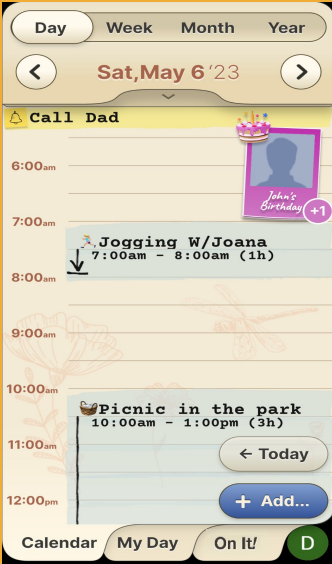 Day Week Month Year
Sat,May 6 '23
Call Dad
6:00am
John's
Birthday
+1
7:00am
Jogging W/Joana
7:00am - 8:00am (1h)
8:00am
9:00am
10:00am
Picnic in the park
10:00am - 1:00pm (3h)
11:00am
← Today
12:00pm
+ Add...
Calendar My Day On It! D